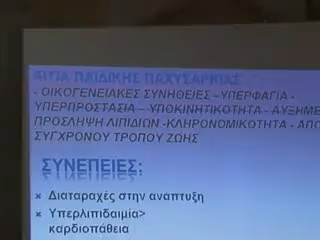 ΑΙΤΙΑ ΠΑΙΔΙΚΗΣ ΠΑΧΥΣΑΡΚΙΑΣ:
- ΟΙΚΟΓΕΝΕΙΑΚΕΣ ΣΥΝΗΘΕΙΕΣ –ΥΠΕΡΦΑΓΙΑ -
ΥΠΕΡΠΡΟΣΤΑΣΙΑ – ΥΠΟΚΙΝΗΤΙΚΟΤΗΤΑ - ΑΥΞΗΜΕ
ΠΡΟΣΛΗΨΗ ΛΙΠΙΔΙΩΝ -ΚΛΗΡΟΝΟΜΙΚΟΤΗΤΑ - ΑΠΟ
ΣΥΓΧΡΟΝΟΥ ΤΡΟΠΟΥ ΖΩΗΣ
ΣΥΝΕΠΕΙΕΣ:
× Διαταραχές στην αναπτυξη
× Υπερλιπιδαιμία>
καρδιοπάθεια